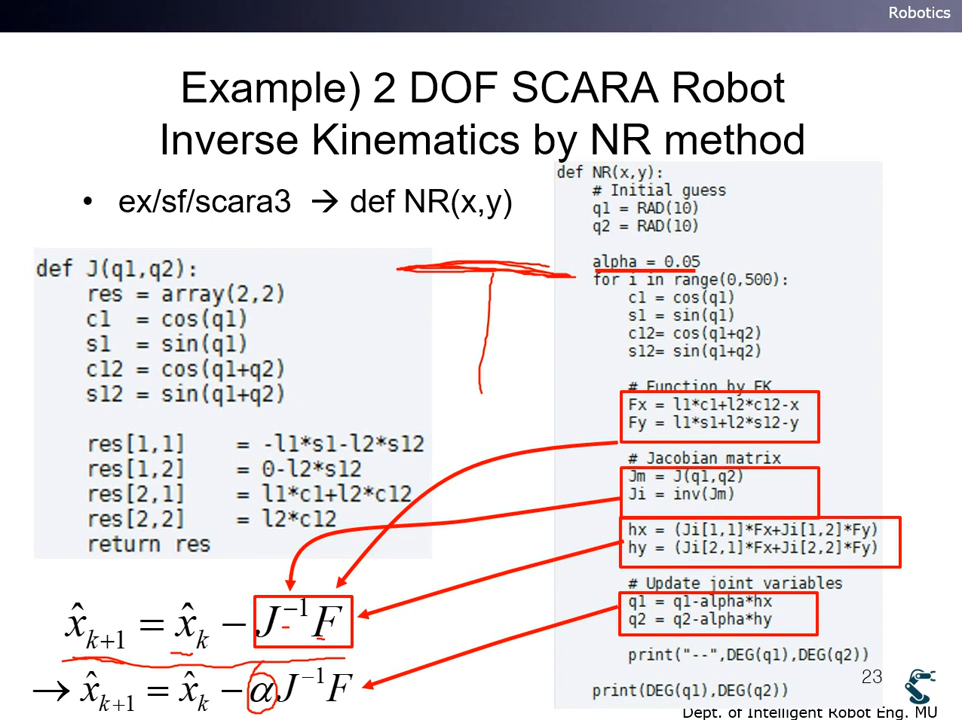 Robotics
Example) 2 DOF SCARA Robot
Inverse Kinematics by NR method
• ex/sf/scara3 → def NR(x,y)
def J(q1,q2):
res = array(2,2)
c1 = cos(q1)
s1 = sin(q1)
c12 = cos(q1+q2)
s12 = sin(q1+q2)
res[1,1] = -l1*s1-l2*s12
res[1,2] = 0-l2*s12
res[2,1] = l1*c1+l2*c12
res[2,2] = l2*c12
return res
x̂ₖ₊₁ = x̂ₖ − J⁻¹F
→ x̂ₖ₊₁ = x̂ₖ − αJ⁻¹F
def NR(x,y):
# Initial guess
q1 = RAD(10)
q2 = RAD(10)
alpha = 0.05
for i in range(0,500):
c1 = cos(q1)
s1 = sin(q1)
c12= cos(q1+q2)
s12= sin(q1+q2)
# Function by FK
Fx = l1*c1+l2*c12-x
Fy = l1*s1+l2*s12-y
# Jacobian matrix
Jm = J(q1,q2)
Ji = inv(Jm)
hx = (Ji[1,1]*Fx+Ji[1,2]*Fy)
hy = (Ji[2,1]*Fx+Ji[2,2]*Fy)
# Update joint variables
q1 = q1-alpha*hx
q2 = q2-alpha*hy
print("--",DEG(q1),DEG(q2))
print(DEG(q1),DEG(q2))
23
Dept. of Intelligent Robot Eng. MU